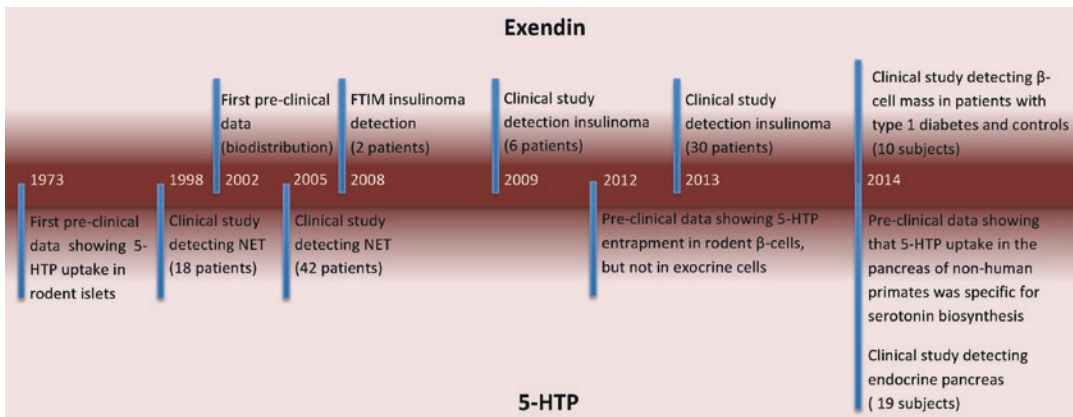 Exendin
First pre-clinical
data
(biodistribution)
FTIM insulinoma
detection
(2 patients)
Clinical study
detection insulinoma
(6 patients)
Clinical study
detection insulinoma
(30 patients)
Clinical study detecting β-
cell mass in patients with
type 1 diabetes and controls
(10 subjects)
1973
1998
2002
2005
2008
2009
2012
2013
2014
First pre-clinical
data showing 5-
HTP uptake in
rodent islets
Clinical study
detecting NET
(18 patients)
Clinical study
detecting NET
(42 patients)
Pre-clinical data showing 5-HTP
entrapment in rodent β-cells,
but not in exocrine cells
Pre-clinical data showing
that 5-HTP uptake in the
pancreas of non-human
primates was specific for
serotonin biosynthesis
Clinical study detecting
endocrine pancreas
( 19 subjects)
5-HTP